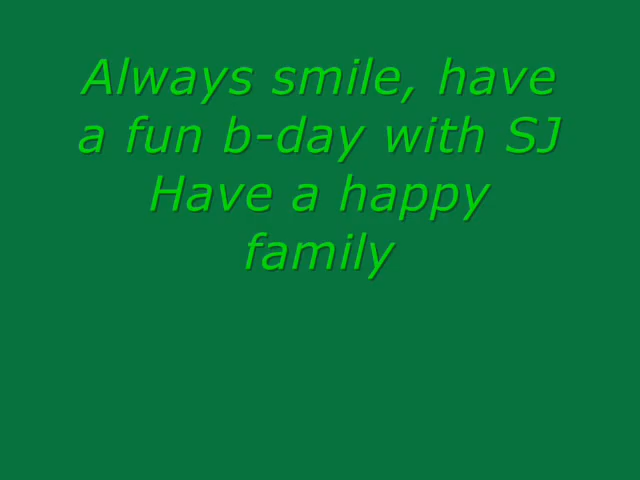 Always smile, have
a fun b-day with SJ
Have a happy
family